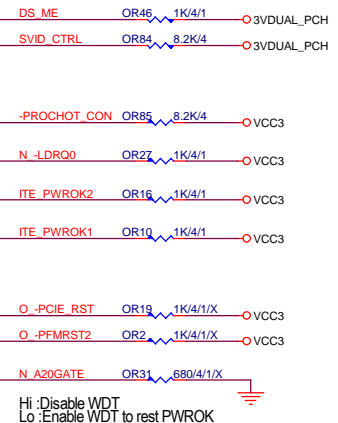 DS_ME OR46 1K/4/1 3VDUAL_PCH
SVID_CTRL OR84 8.2K/4 3VDUAL_PCH
-PROCHOT_CON OR85 8.2K/4 VCC3
N_-LDRQ0 OR27 1K/4/1 VCC3
ITE_PWROK2 OR16 1K/4/1 VCC3
ITE_PWROK1 OR10 1K/4/1 VCC3
O_-PCIE_RST OR19 1K/4/1/X VCC3
O_-PFMRST2 OR2 1K/4/1/X VCC3
N_A20GATE OR31 680/4/1/X
Hi :Disable WDT
Lo :Enable WDT to rest PWROK